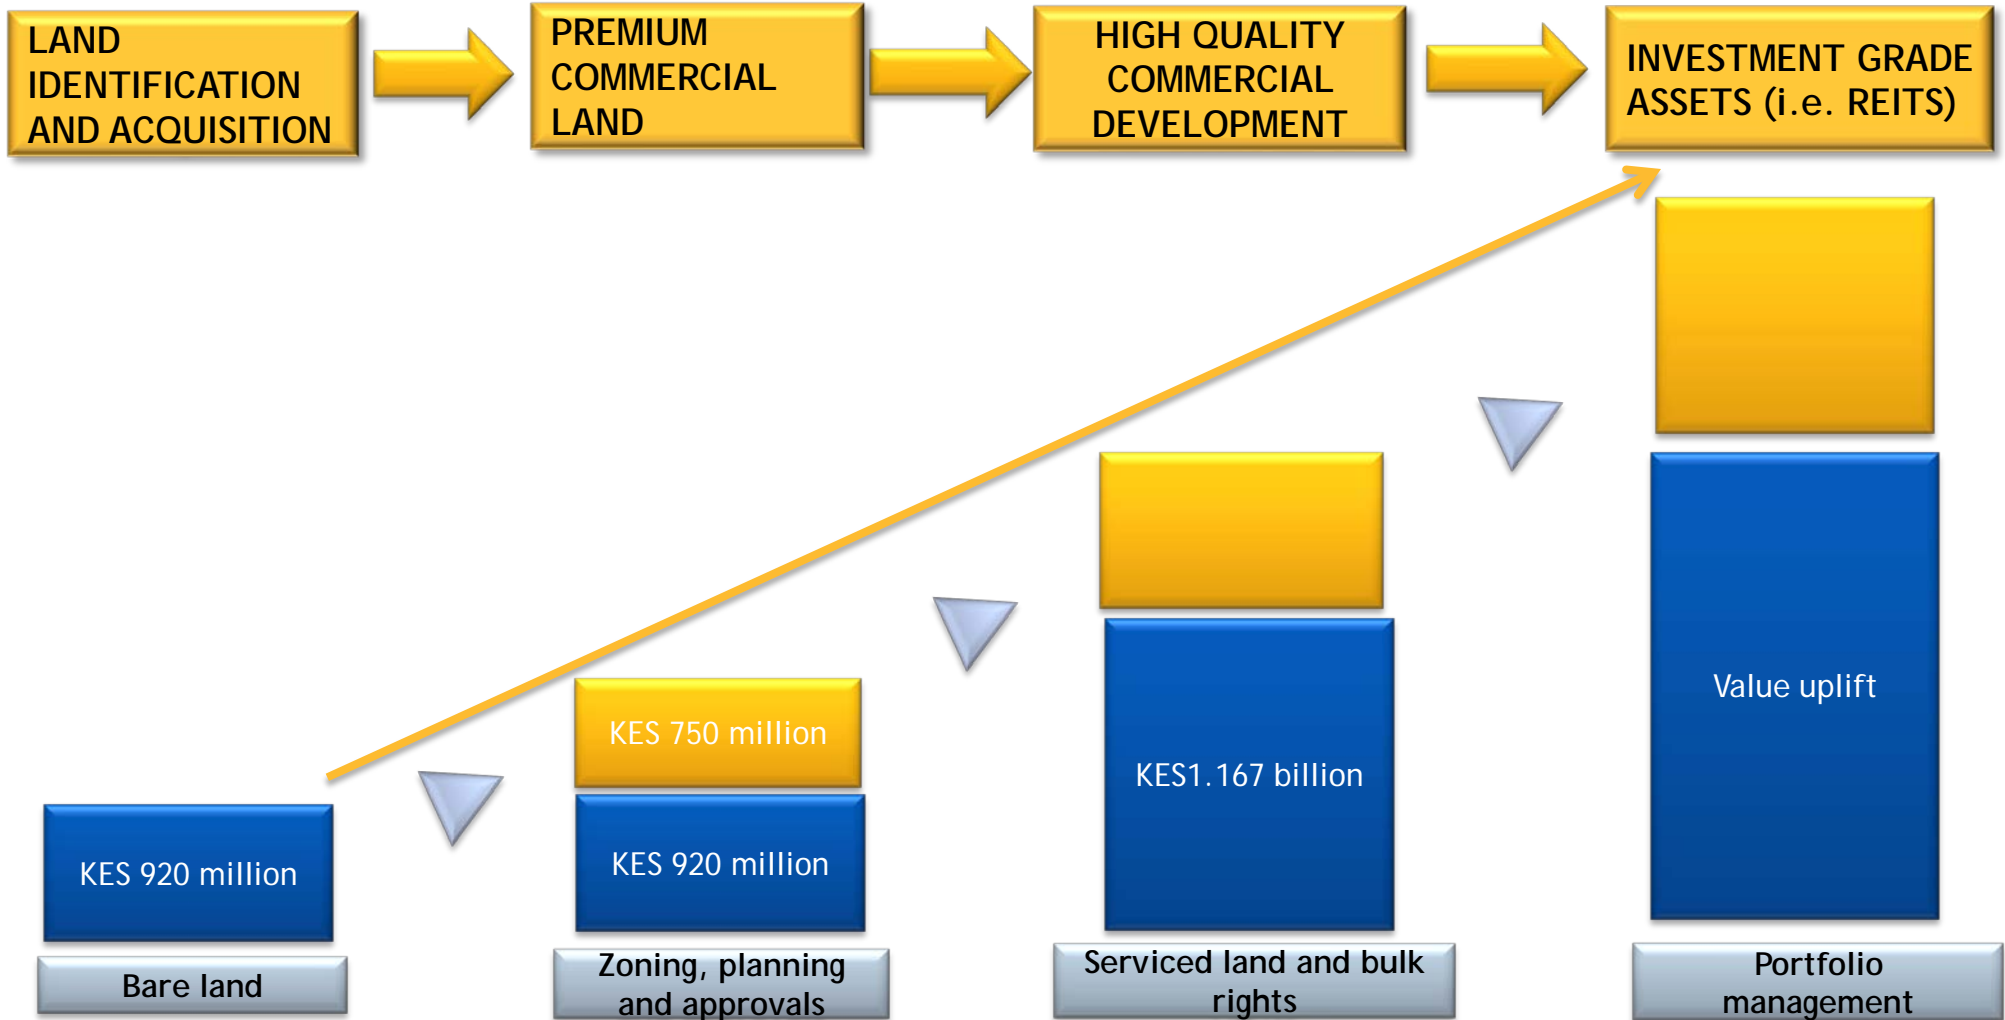 LAND
IDENTIFICATION
AND ACQUISITION
PREMIUM
COMMERCIAL
LAND
HIGH QUALITY
COMMERCIAL
DEVELOPMENT
INVESTMENT GRADE
ASSETS (i.e. REITS)
KES 920 million
Bare land
KES 750 million
KES 920 million
Zoning, planning
and approvals
KES1.167 billion
Serviced land and bulk
rights
Value uplift
Portfolio
management